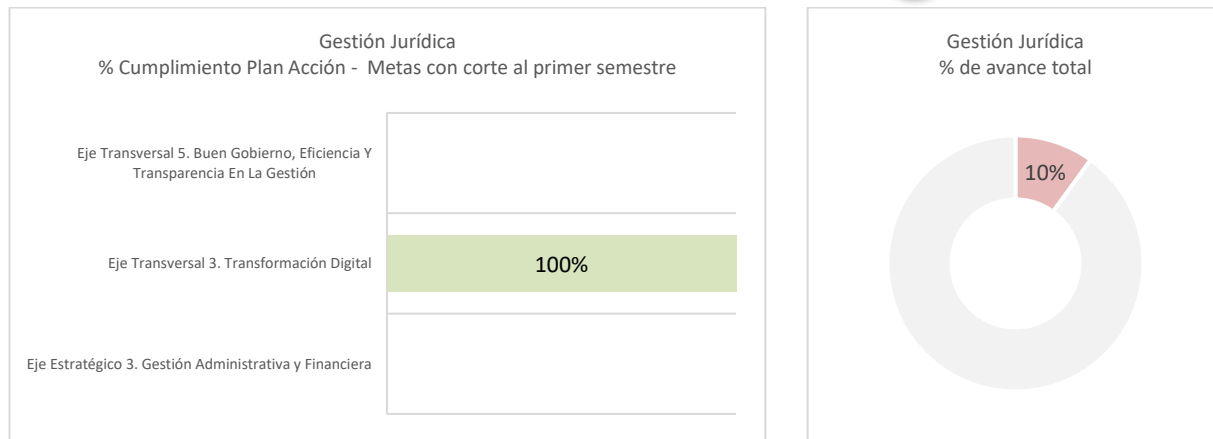 Gestión Jurídica
% Cumplimiento Plan Acción - Metas con corte al primer semestre
Eje Transversal 5. Buen Gobierno, Eficiencia Y
Transparencia En La Gestión
Eje Transversal 3. Transformación Digital
100%
Eje Estratégico 3. Gestión Administrativa y Financiera
Gestión Jurídica
% de avance total
10%